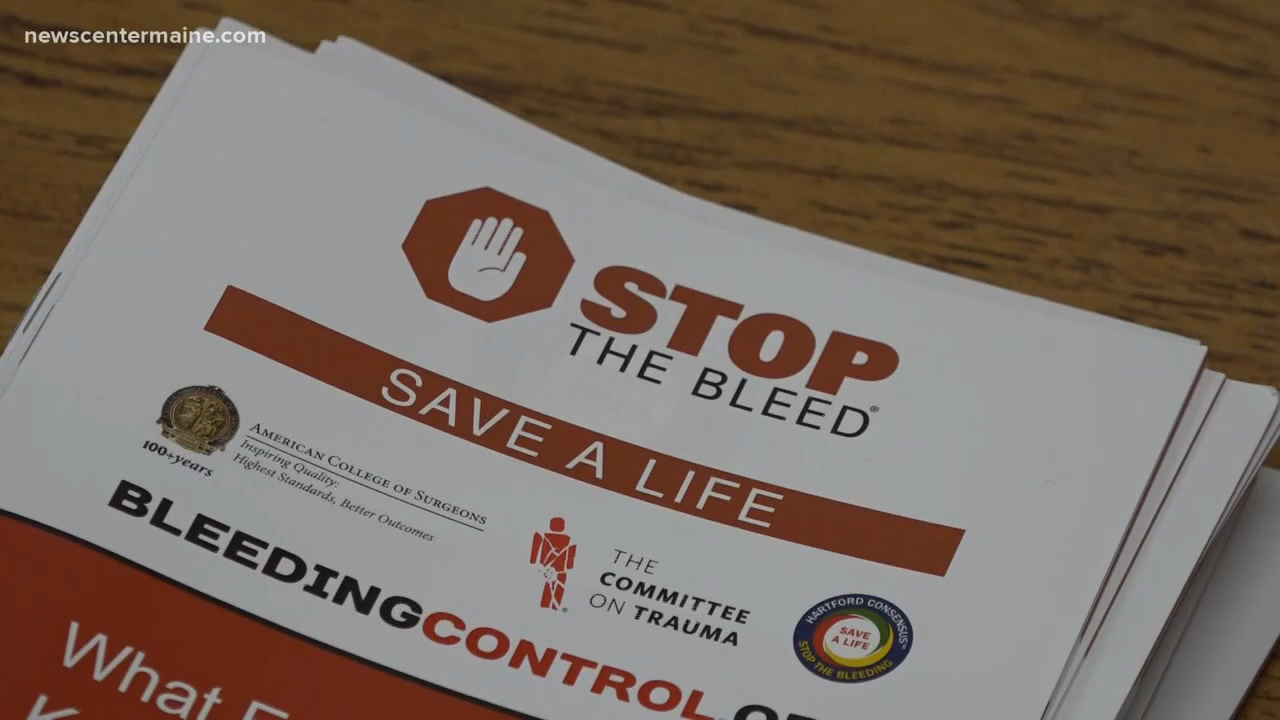 newscentermaine.com
STOP
THE BLEED®
SAVE A LIFE
100+years
AMERICAN COLLEGE OF SURGEONS
Inspiring Quality:
Highest Standards, Better Outcomes
THE
COMMITTEE
ON TRAUMA
HARTFORD CONSENSUS
SAVE
A LIFE
STOP THE BLEEDING
BLEEDINGCONTROL.O
What